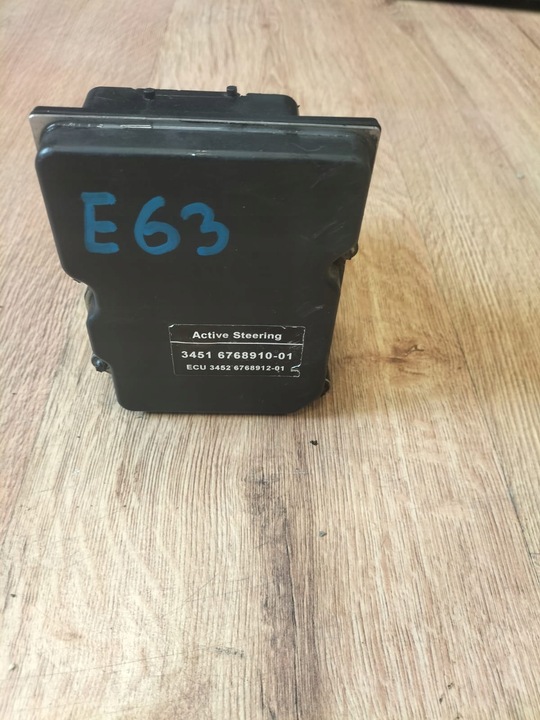 E63
Active Steering
3451 6768910-01
ECU 3452 6768912-01